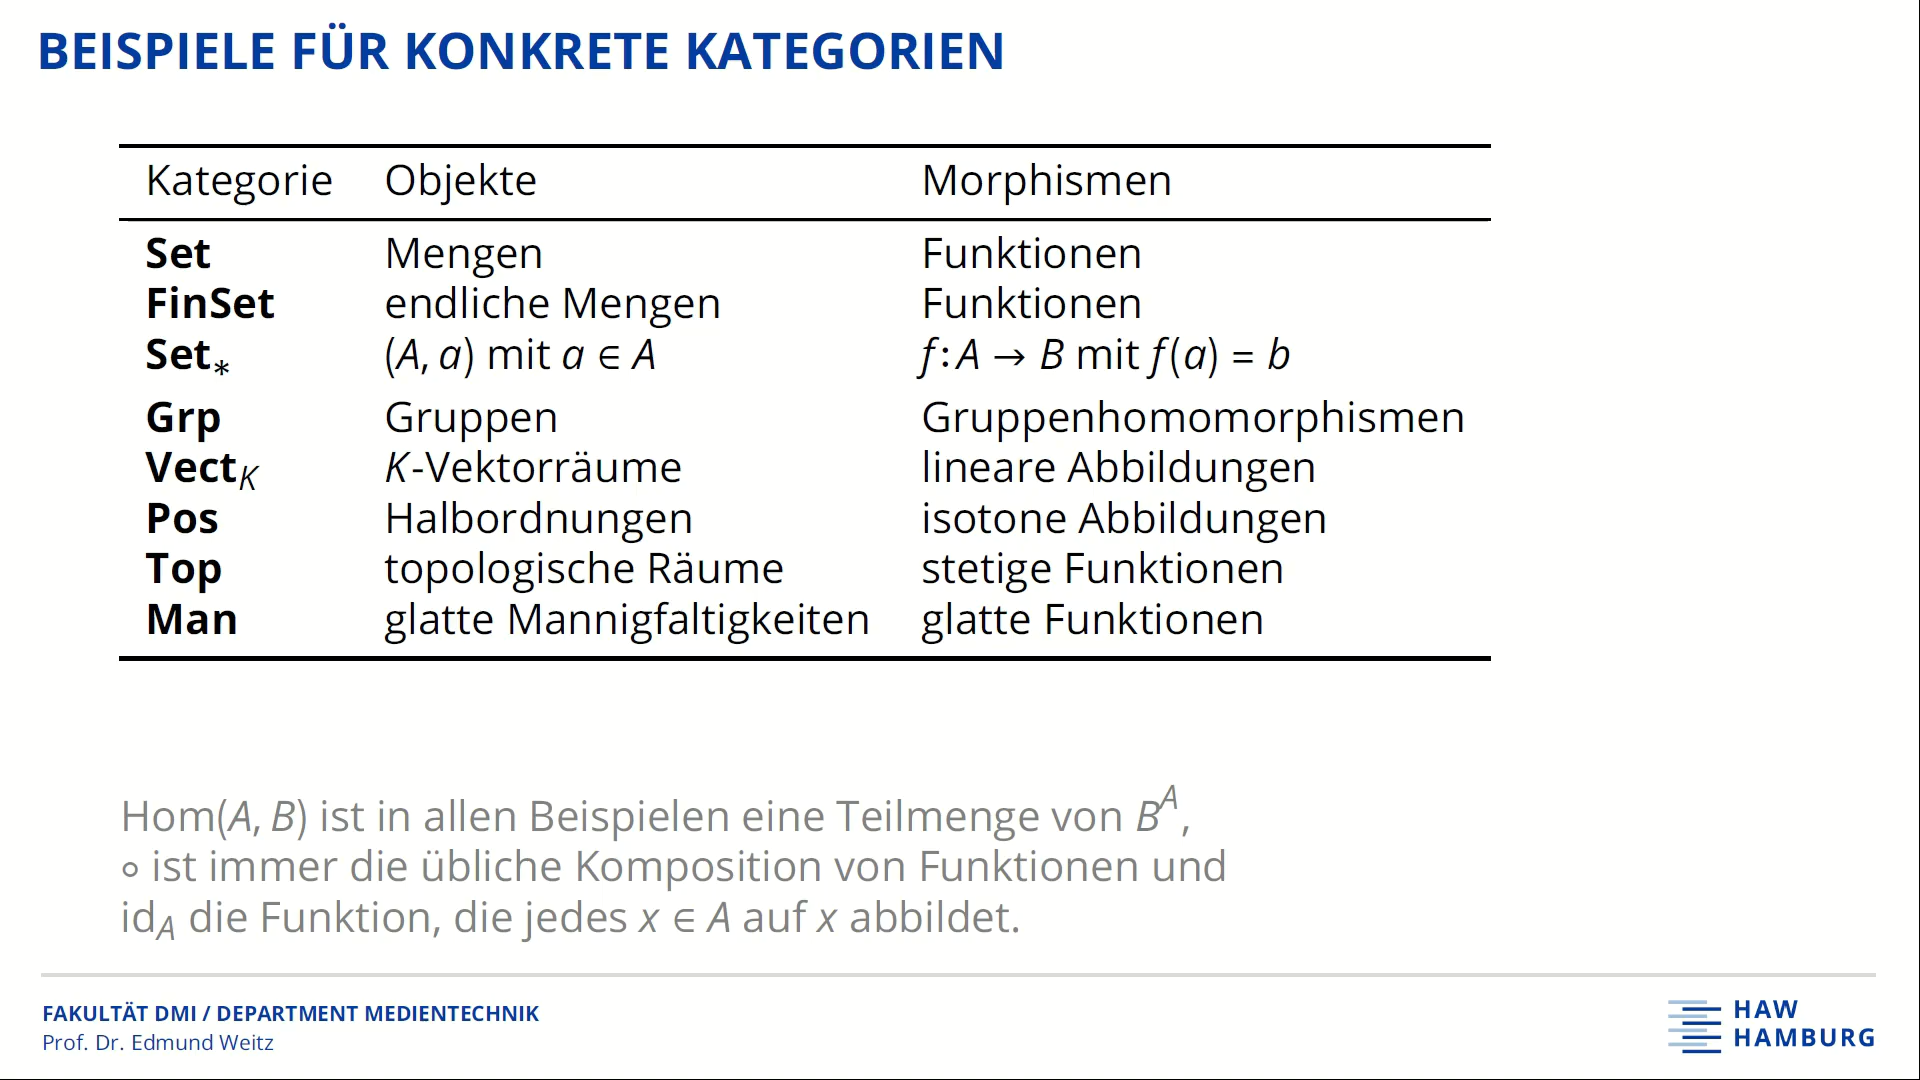 BEISPIELE FÜR KONKRETE KATEGORIEN
Kategorie Objekte Morphismen
Set Mengen Funktionen
FinSet endliche Mengen Funktionen
Set∗ (A, a) mit a ∈ A f : A → B mit f(a) = b
Grp Gruppen Gruppenhomomorphismen
Vect_K K-Vektorräume lineare Abbildungen
Pos Halbordnungen isotone Abbildungen
Top topologische Räume stetige Funktionen
Man glatte Mannigfaltigkeiten glatte Funktionen
Hom(A, B) ist in allen Beispielen eine Teilmenge von B^A,
∘ ist immer die übliche Komposition von Funktionen und
id_A die Funktion, die jedes x ∈ A auf x abbildet.
FAKULTÄT DMI / DEPARTMENT MEDIENTECHNIK
Prof. Dr. Edmund Weitz
HAW
HAMBURG